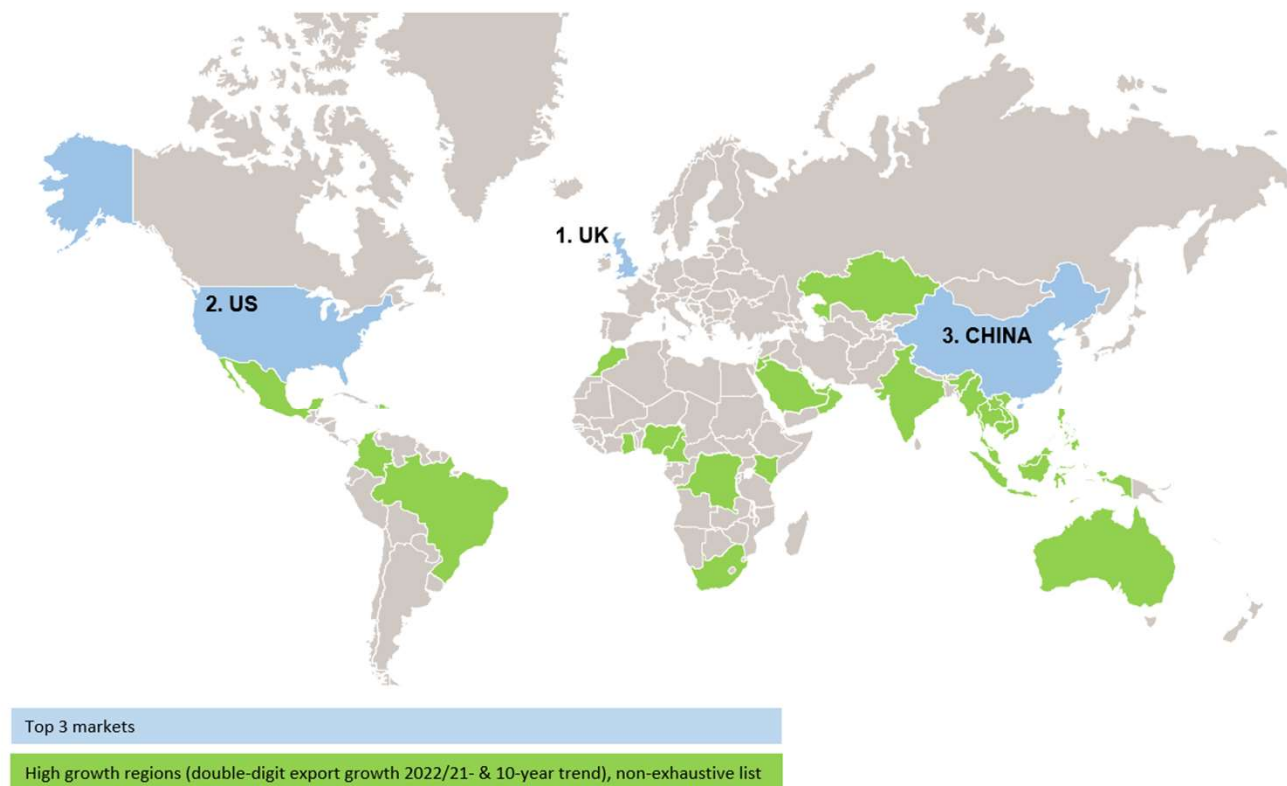 1. UK
2. US
3. CHINA
Top 3 markets
High growth regions (double-digit export growth 2022/21- & 10-year trend), non-exhaustive list